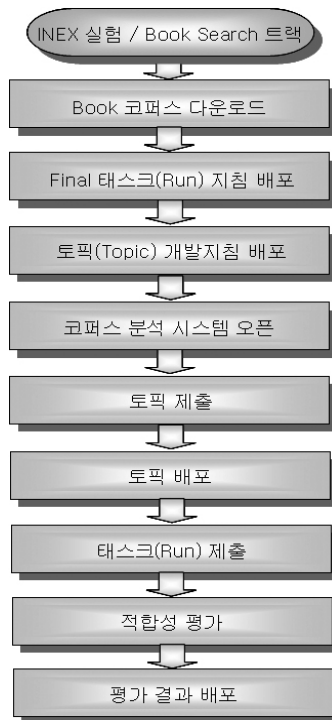 INEX 실험 / Book Search 트랙
Book 코퍼스 다운로드
Final 태스크(Run) 지침 배포
토픽(Topic) 개발지침 배포
코퍼스 분석 시스템 오픈
토픽 제출
토픽 배포
태스크(Run) 제출
적합성 평가
평가 결과 배포